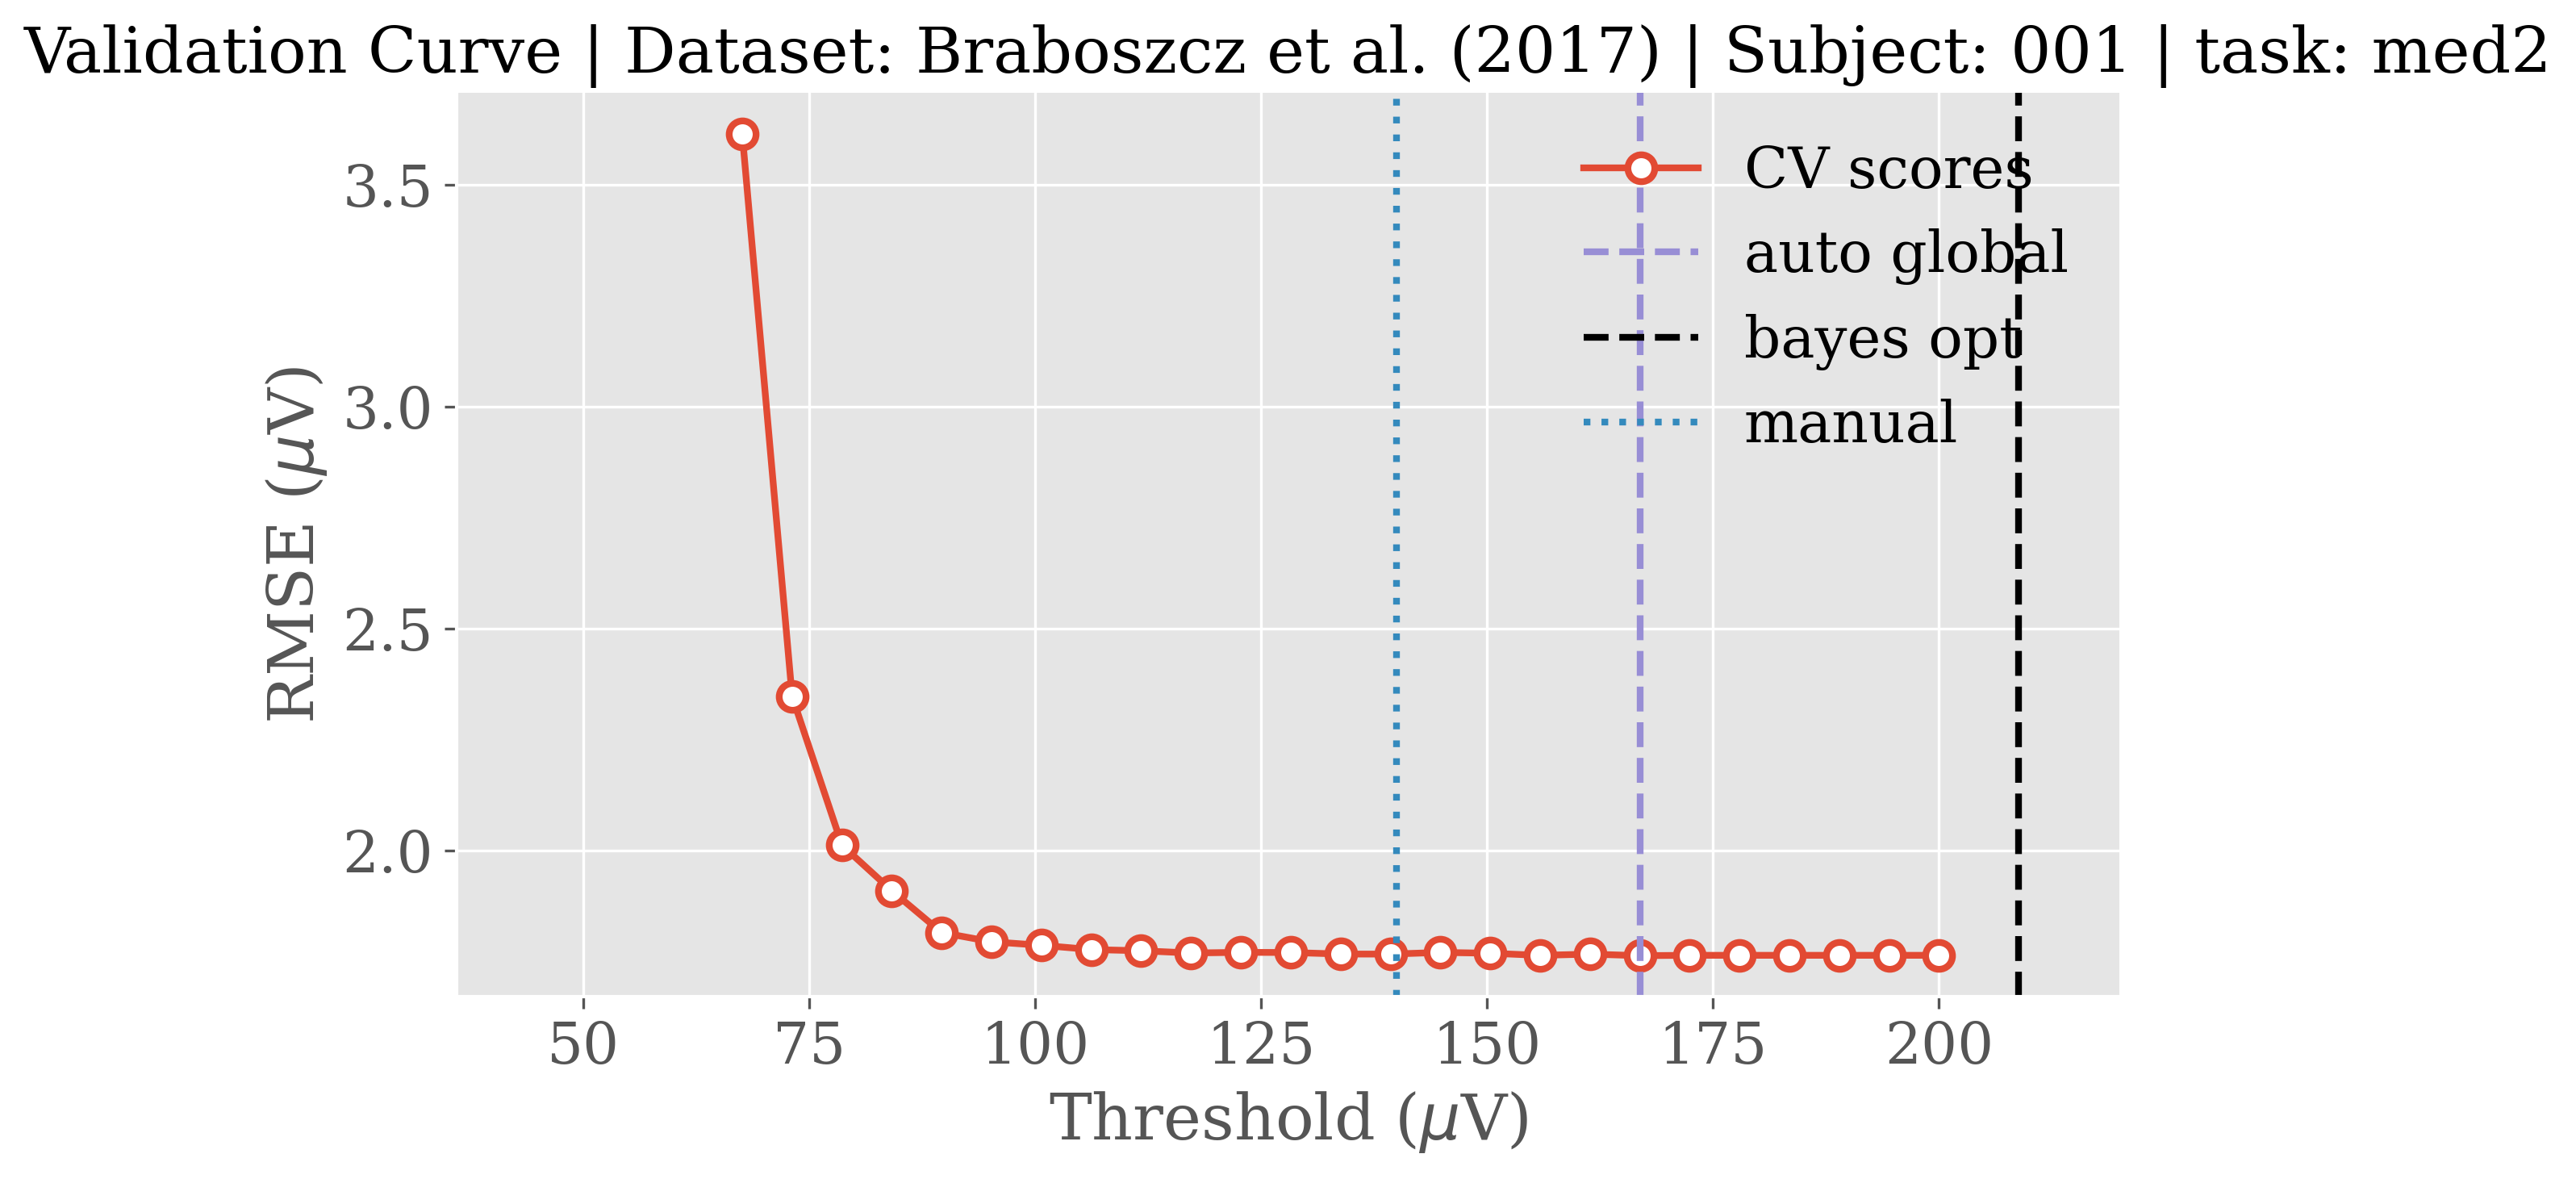 Validation Curve | Dataset: Braboszcz et al. (2017) | Subject: 001 | task: med2
CV scores
auto global
bayes opt
manual
RMSE (μV)
3.5
3.0
2.5
2.0
50 75 100 125 150 175 200
Threshold (μV)